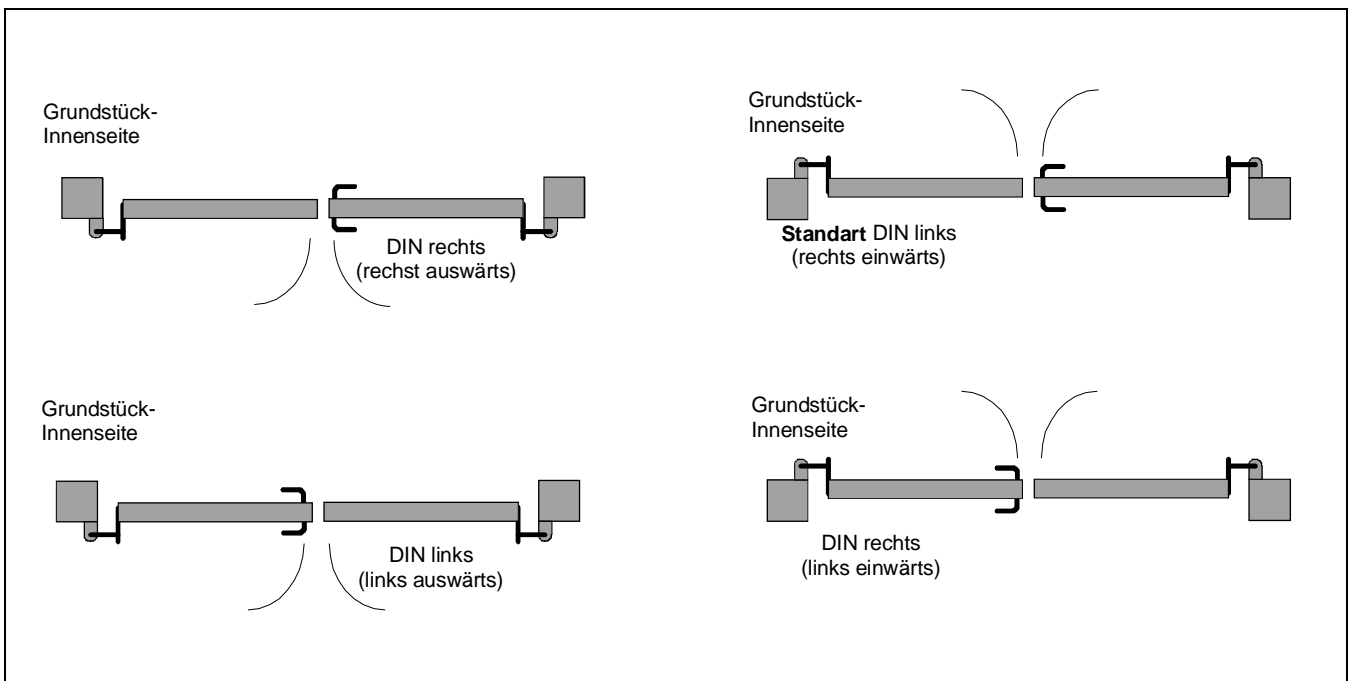 Grundstück-
Innenseite
DIN rechts
(rechst auswärts)
Grundstück-
Innenseite
Standart DIN links
(rechts einwärts)
Grundstück-
Innenseite
DIN links
(links auswärts)
Grundstück-
Innenseite
DIN rechts
(links einwärts)